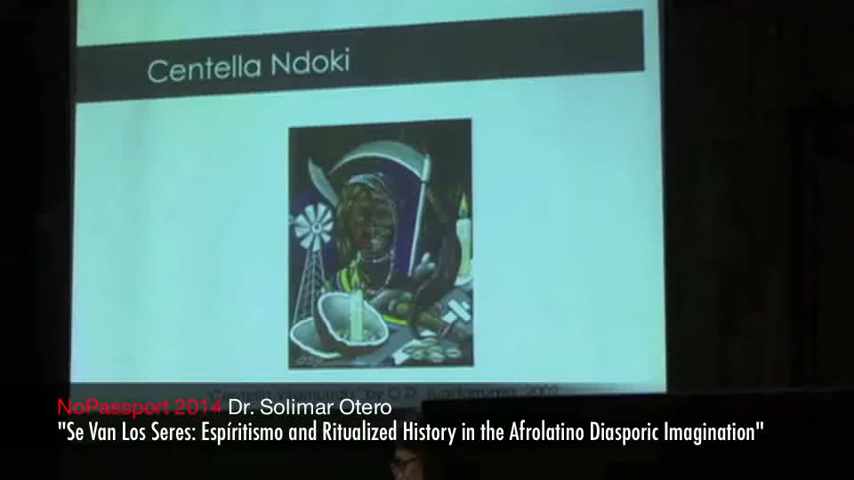 Centella Ndoki
NoPassport 2014 Dr. Solimar Otero
"Se Van Los Seres: Espíritismo and Ritualized History in the Afrolatino Diasporic Imagination"